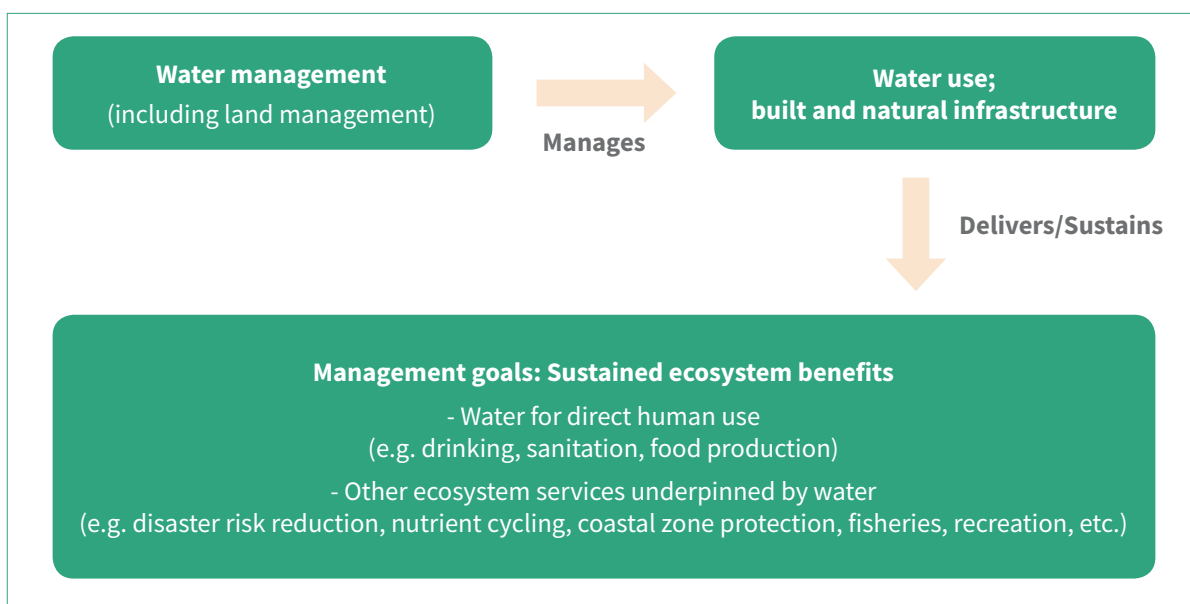 Water management
(including land management)
Manages
Water use;
built and natural infrastructure
Delivers/Sustains
Management goals: Sustained ecosystem benefits
- Water for direct human use
(e.g. drinking, sanitation, food production)
- Other ecosystem services underpinned by water
(e.g. disaster risk reduction, nutrient cycling, coastal zone protection, fisheries, recreation, etc.)